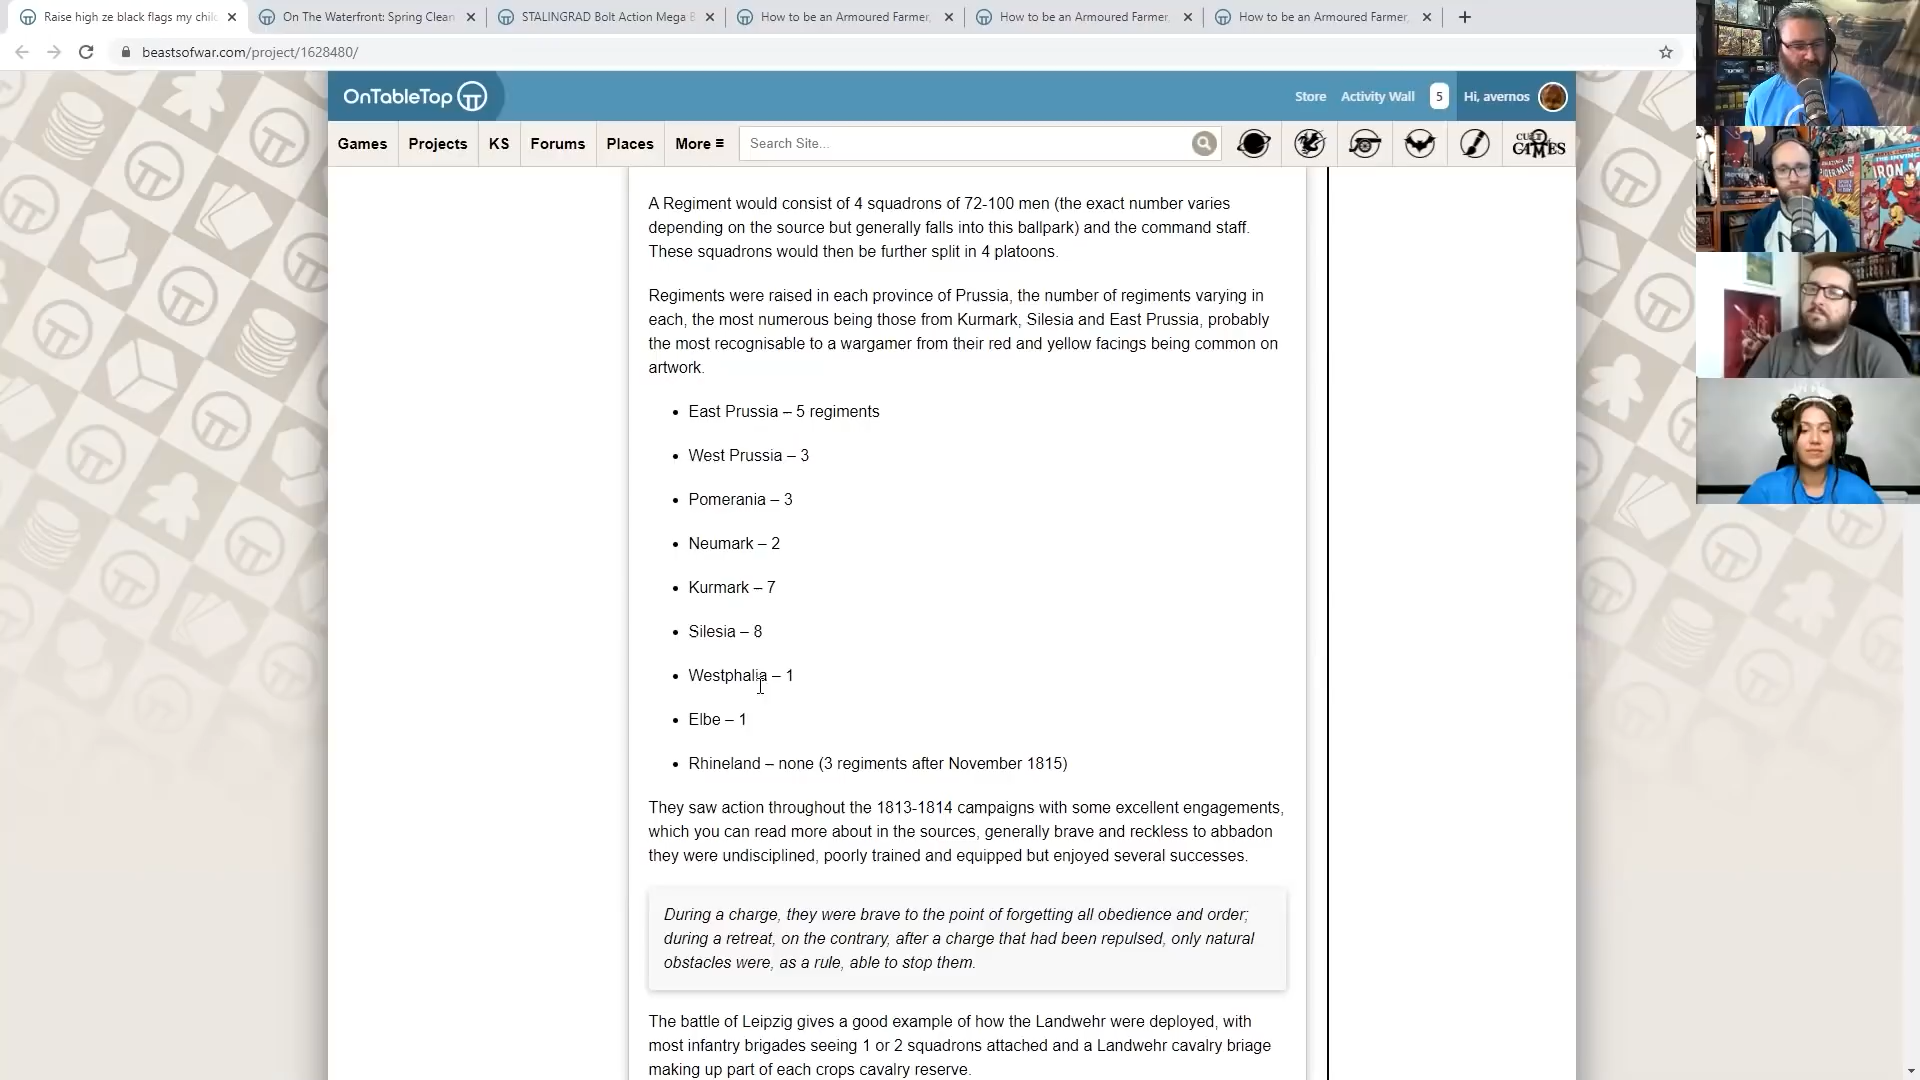 Raise high ze black flags my chil
On The Waterfront: Spring Clean
STALINGRAD Bolt Action Mega B
How to be an Armoured Farmer,
How to be an Armoured Farmer,
How to be an Armoured Farmer,
beastsofwar.com/project/1628480/
OnTableTop
Store
Activity Wall
5
Hi, avernos
Games
Projects
KS
Forums
Places
More
Search Site...
CULT OF GAMES
A Regiment would consist of 4 squadrons of 72-100 men (the exact number varies
depending on the source but generally falls into this ballpark) and the command staff.
These squadrons would then be further split in 4 platoons.
Regiments were raised in each province of Prussia, the number of regiments varying in
each, the most numerous being those from Kurmark, Silesia and East Prussia, probably
the most recognisable to a wargamer from their red and yellow facings being common on
artwork.
• East Prussia – 5 regiments
• West Prussia – 3
• Pomerania – 3
• Neumark – 2
• Kurmark – 7
• Silesia – 8
• Westphalia – 1
• Elbe – 1
• Rhineland – none (3 regiments after November 1815)
They saw action throughout the 1813-1814 campaigns with some excellent engagements,
which you can read more about in the sources, generally brave and reckless to abbadon
they were undisciplined, poorly trained and equipped but enjoyed several successes.
During a charge, they were brave to the point of forgetting all obedience and order;
during a retreat, on the contrary, after a charge that had been repulsed, only natural
obstacles were, as a rule, able to stop them.
The battle of Leipzig gives a good example of how the Landwehr were deployed, with
most infantry brigades seeing 1 or 2 squadrons attached and a Landwehr cavalry briage
making up part of each crops cavalry reserve.
IRON M